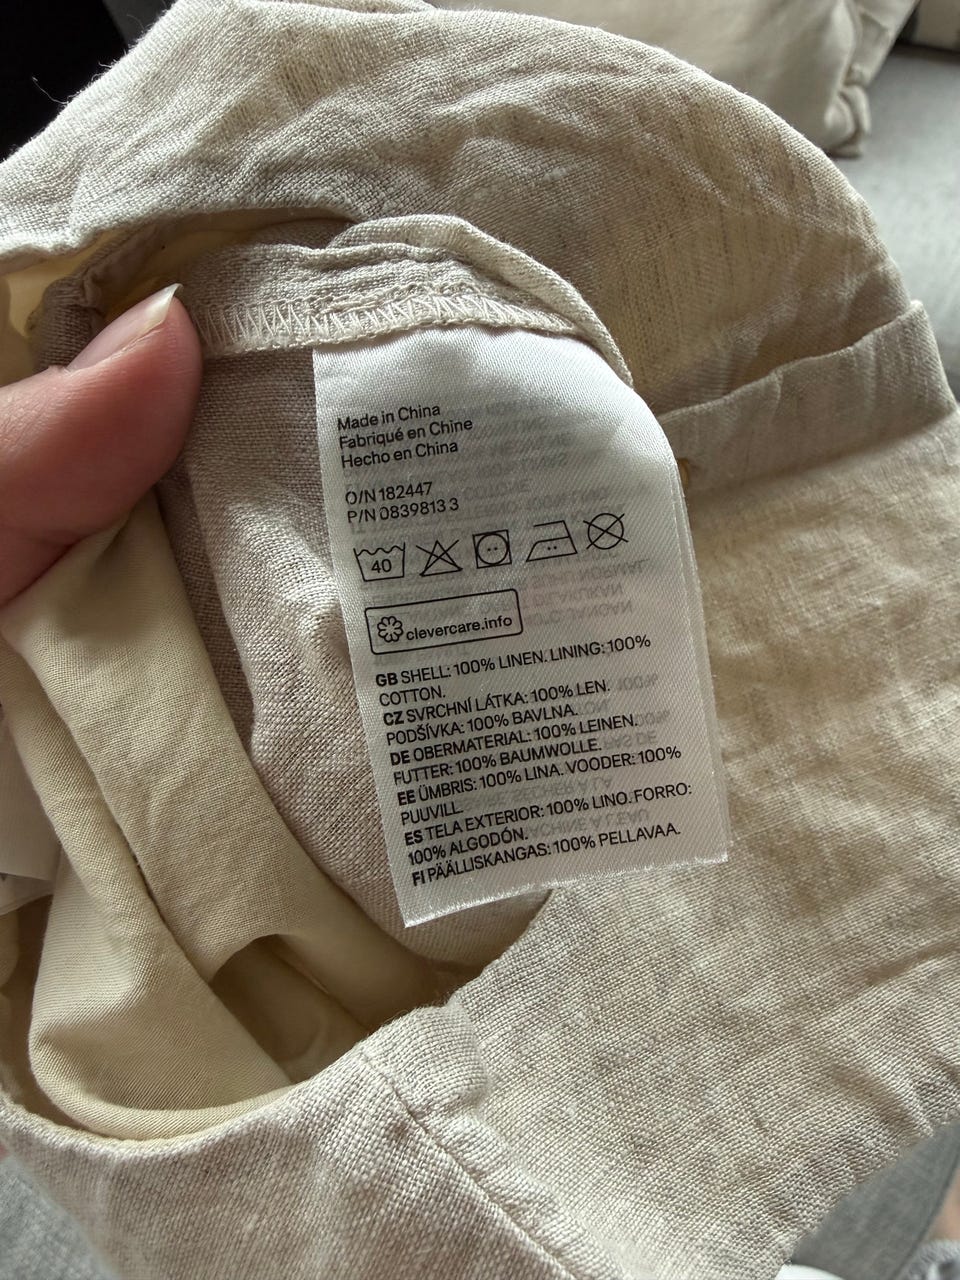 Made in China
Fabriqué en Chine
Hecho en China
O/N 182447
P/N 0839813 3
40
clevercare.info
GB SHELL: 100% LINEN. LINING: 100%
COTTON.
CZ SVRCHNÍ LÁTKA: 100% LEN.
PODŠÍVKA: 100% BAVLNA.
DE OBERMATERIAL: 100% LEINEN.
FUTTER: 100% BAUMWOLLE.
EE ÜMBRIS: 100% LINA. VOODER: 100%
PUUVILL.
ES TELA EXTERIOR: 100% LINO. FORRO:
100% ALGODÓN.
FI PÄÄLLISKANGAS: 100% PELLAVAA.